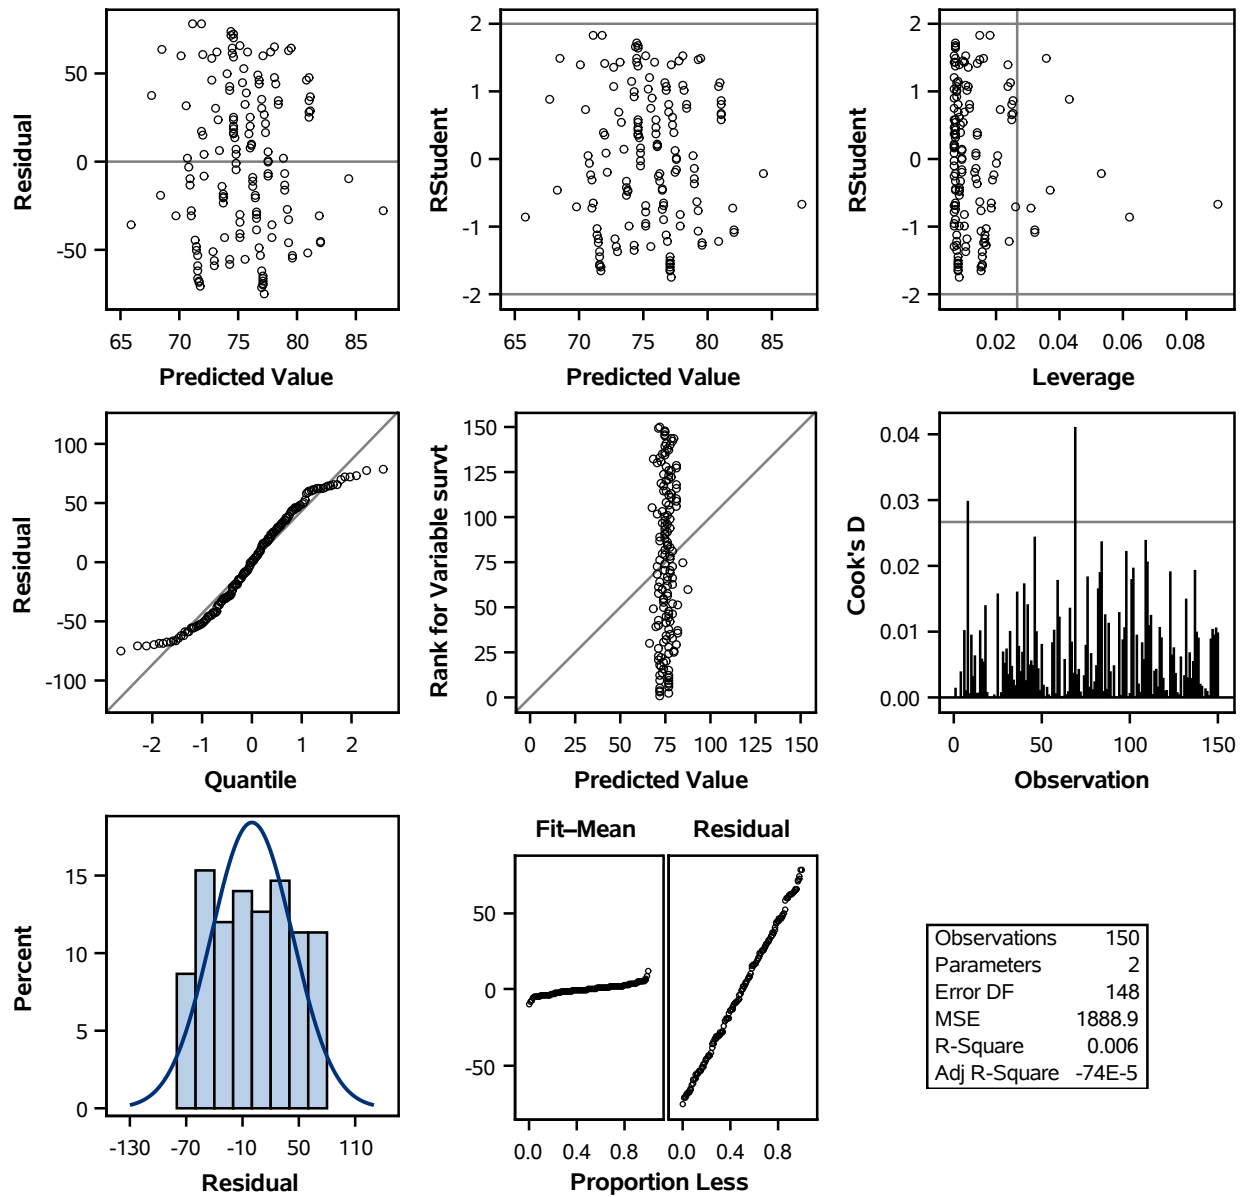 Residual
50
0
-50
65 70 75 80 85
Predicted Value
RStudent
2
1
0
-1
-2
65 70 75 80 85
Predicted Value
RStudent
2
1
0
-1
-2
0.02 0.04 0.06 0.08
Leverage
Residual
100
50
0
-50
-100
-2 -1 0 1 2
Quantile
Rank for Variable survt
150
125
100
75
50
25
0
0 25 50 75 100 125 150
Predicted Value
Cook's D
0.04
0.03
0.02
0.01
0.00
0 50 100 150
Observation
Percent
15
10
5
0
-130 -70 -10 50 110
Residual
Fit–Mean Residual
50
0
-50
0.0 0.4 0.8 0.0 0.4 0.8
Proportion Less
Observations 150
Parameters 2
Error DF 148
MSE 1888.9
R-Square 0.006
Adj R-Square -74E-5